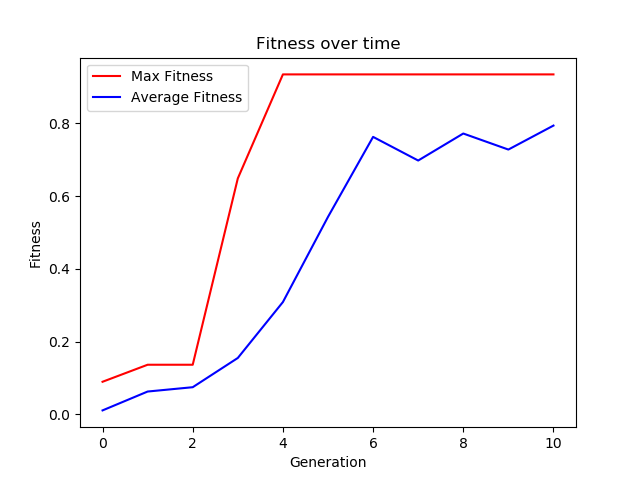 Fitness over time
Max Fitness
Average Fitness
Fitness
0.8
0.6
0.4
0.2
0.0
0 2 4 6 8 10
Generation